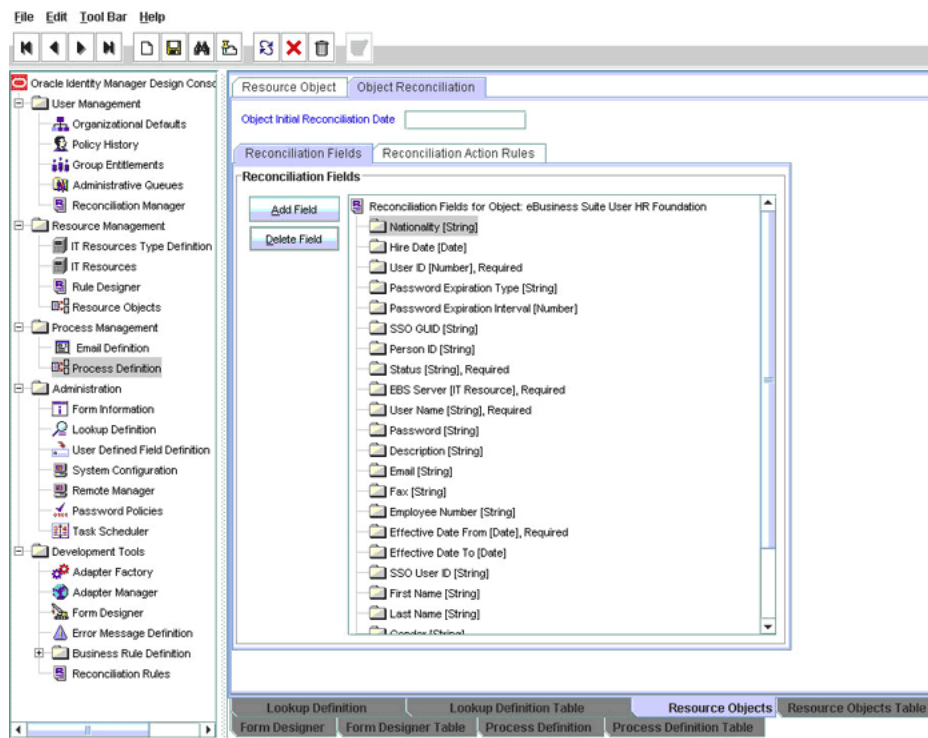 File Edit Tool Bar Help
Oracle Identity Manager Design Consc
User Management
Organizational Defaults
Policy History
Group Entitlements
Administrative Queues
Reconciliation Manager
Resource Management
IT Resources Type Definition
IT Resources
Rule Designer
Resource Objects
Process Management
Email Definition
Process Definition
Administration
Form Information
Lookup Definition
User Defined Field Definition
System Configuration
Remote Manager
Password Policies
Task Scheduler
Development Tools
Adapter Factory
Adapter Manager
Form Designer
Error Message Definition
Business Rule Definition
Reconciliation Rules
Resource Object Object Reconciliation
Object Initial Reconciliation Date
Reconciliation Fields Reconciliation Action Rules
Reconciliation Fields
Add Field
Delete Field
Reconciliation Fields for Object: eBusiness Suite User HR Foundation
Nationality [String]
Hire Date [Date]
User ID [Number], Required
Password Expiration Type [String]
Password Expiration Interval [Number]
SSO GUID [String]
Person ID [String]
Status [String], Required
EBS Server [IT Resource], Required
User Name [String], Required
Password [String]
Description [String]
Email [String]
Fax [String]
Employee Number [String]
Effective Date From [Date], Required
Effective Date To [Date]
SSO User ID [String]
First Name [String]
Last Name [String]
Gender [String]
Lookup Definition Lookup Definition Table Resource Objects Resource Objects Table
Form Designer Form Designer Table Process Definition Process Definition Table